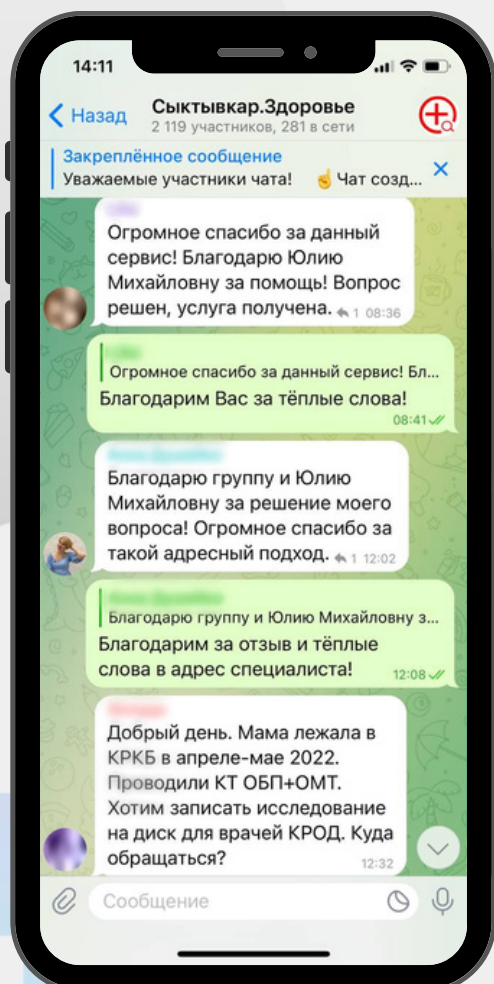 14:11
Назад
Сыктывкар.Здоровье
2 119 участников, 281 в сети
Закреплённое сообщение
Уважаемые участники чата! ☝️ Чат созд...
Огромное спасибо за данный
сервис! Благодарю Юлию
Михайловну за помощь! Вопрос
решен, услуга получена. 1 08:36
Огромное спасибо за данный сервис! Бл...
Благодарим Вас за тёплые слова!
08:41
Благодарю группу и Юлию
Михайловну за решение моего
вопроса! Огромное спасибо за
такой адресный подход. 1 12:02
Благодарю группу и Юлию Михайловну з...
Благодарим за отзыв и тёплые
слова в адрес специалиста! 12:08
Добрый день. Мама лежала в
КРКБ в апреле-мае 2022.
Проводили КТ ОБП+ОМТ.
Хотим записать исследование
на диск для врачей КРОД. Куда
обращаться? 12:32
Сообщение